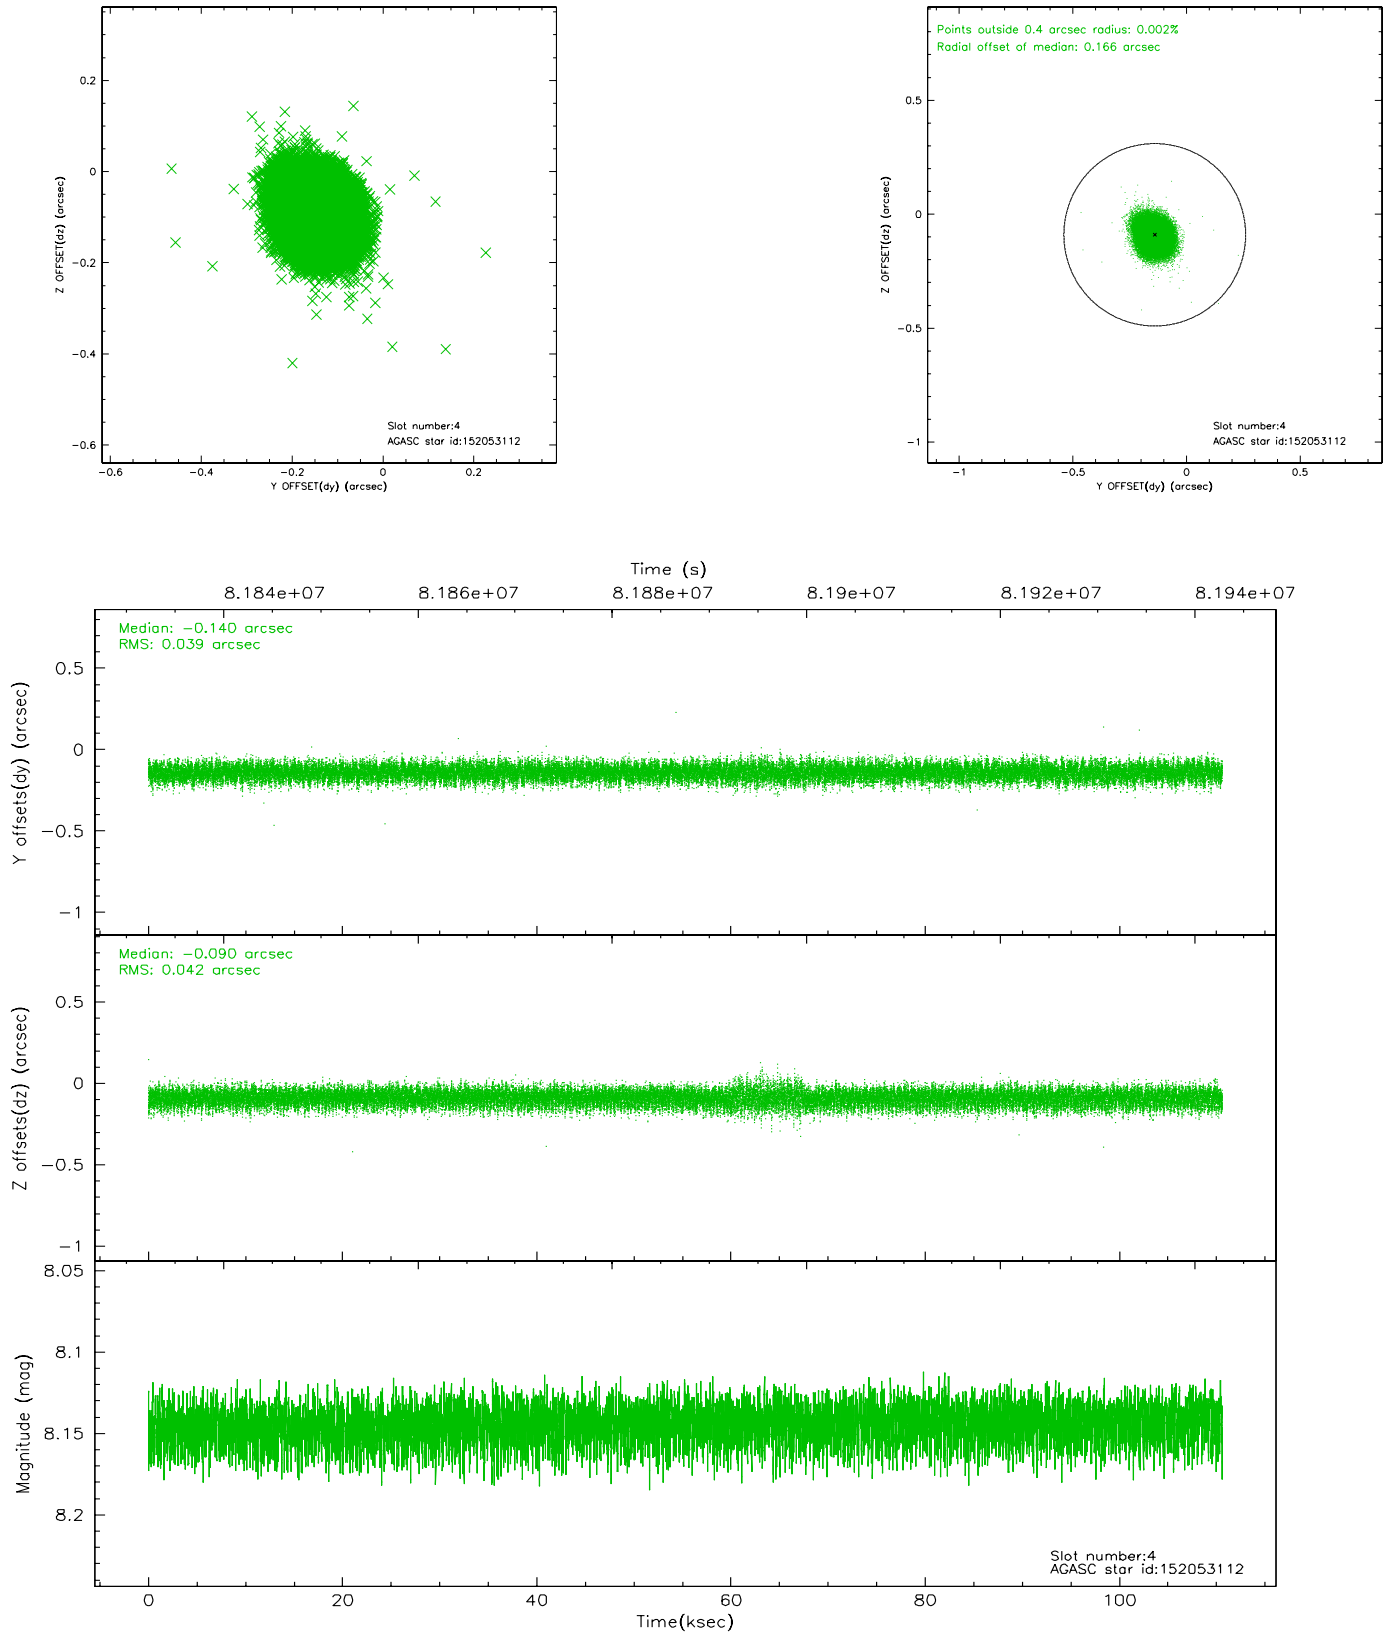 0.2
0
−0.2
−0.4
−0.6
Z OFFSET(dz) (arcsec)
Slot number:4
AGASC star id:152053112
−0.6 −0.4 −0.2 0 0.2
Y OFFSET(dy) (arcsec)
Points outside 0.4 arcsec radius: 0.002%
Radial offset of median: 0.166 arcsec
0.5
0
−0.5
−1
Z OFFSET(dz) (arcsec)
Slot number:4
AGASC star id:152053112
−1 −0.5 0 0.5
Y OFFSET(dy) (arcsec)
Time (s)
8.184e+07 8.186e+07 8.188e+07 8.19e+07 8.192e+07 8.194e+07
Median: −0.140 arcsec
RMS: 0.039 arcsec
0.5
0
−0.5
−1
Y offsets(dy) (arcsec)
Median: −0.090 arcsec
RMS: 0.042 arcsec
0.5
0
−0.5
−1
Z offsets(dz) (arcsec)
8.05
8.1
8.15
8.2
Magnitude (mag)
Slot number:4
AGASC star id:152053112
0 20 40 60 80 100
Time(ksec)